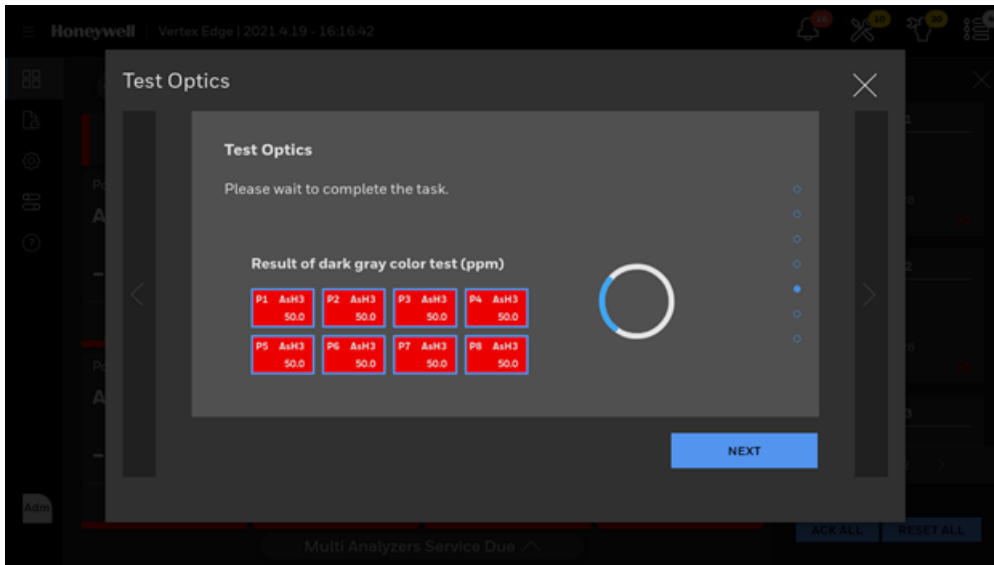 Honeywell
Vertex Edge | 2021.4.19 - 16:16:42
16
10
20
Test Optics
Test Optics
Please wait to complete the task.
Result of dark gray color test (ppm)
P1 AsH3 P2 AsH3 P3 AsH3 P4 AsH3
50.0 50.0 50.0 50.0
P5 AsH3 P6 AsH3 P7 AsH3 P8 AsH3
50.0 50.0 50.0 50.0
NEXT
Adm
ACK ALL RESET ALL
Multi Analyzers Service Due